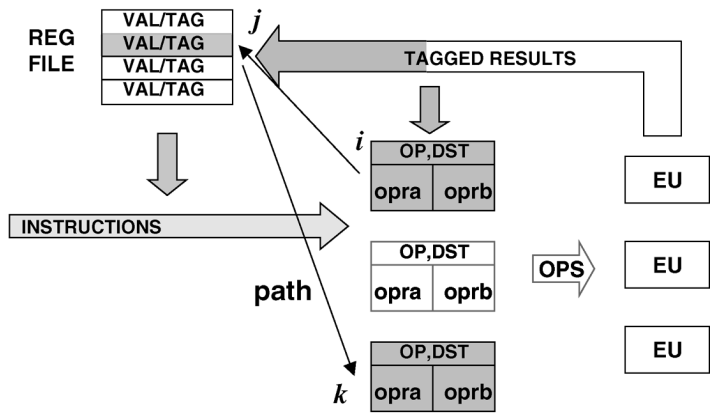 j
VAL/TAG
REG
VAL/TAG
FILE
VAL/TAG
TAGGED RESULTS
VAL/TAG
i
OP,DST
opra oprb
EU
INSTRUCTIONS
OP,DST
OPS
EU
path
opra oprb
OP,DST
EU
k
opra oprb